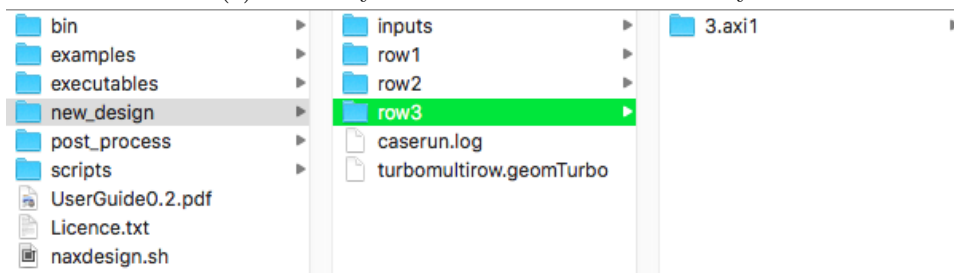 bin
examples
executables
new_design
post_process
scripts
UserGuide0.2.pdf
Licence.txt
naxdesign.sh
inputs
row1
row2
row3
caserun.log
turbomultirow.geomTurbo
3.axi1